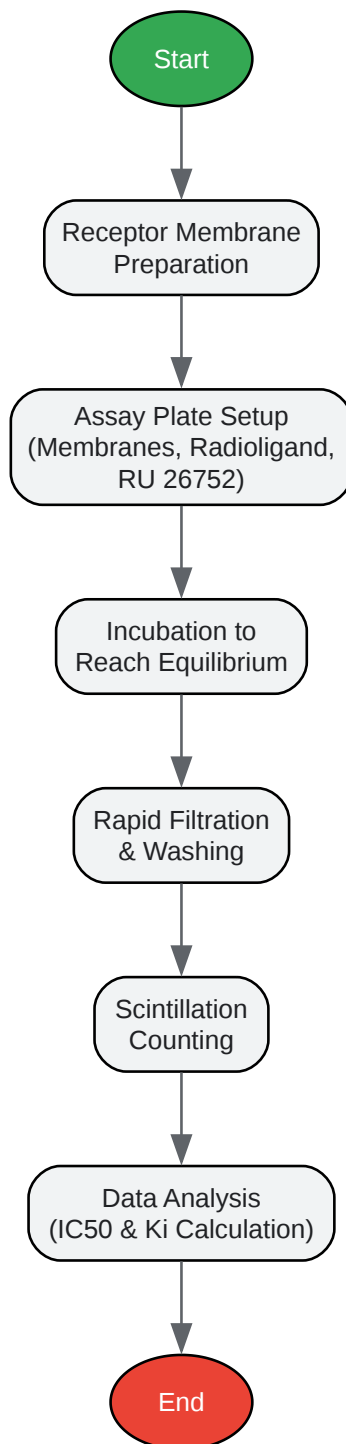 Start
Receptor Membrane
Preparation
Assay Plate Setup
(Membranes, Radioligand,
RU 26752)
Incubation to
Reach Equilibrium
Rapid Filtration
& Washing
Scintillation
Counting
Data Analysis
(IC50 & Ki Calculation)
End